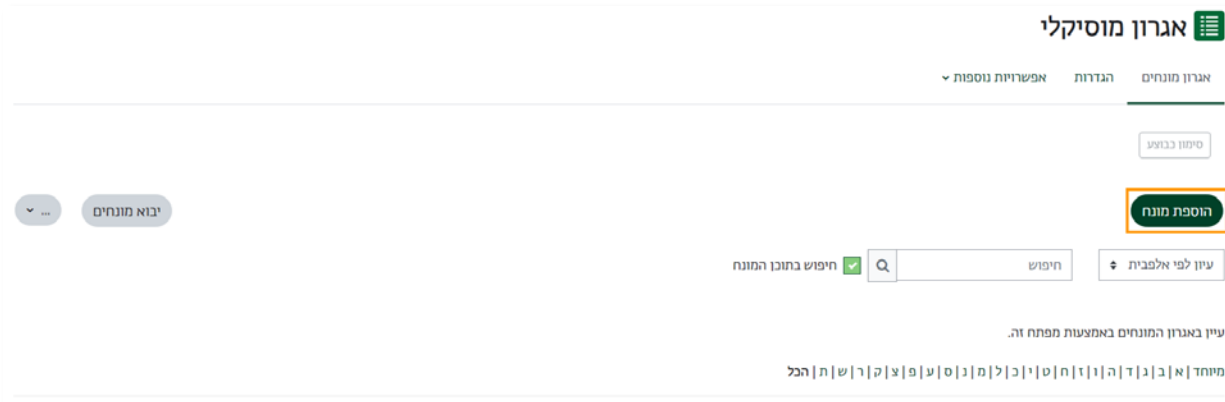 אגרון מוסיקלי
אגרון מונחים הגדרות אפשרויות נוספות
סימון כבוצע
הוספת מונח יבוא מונחים ...
עיון לפי אלפבית חיפוש חיפוש בתוכן המונח
עיין באגרון המונחים באמצעות מפתח זה.
מיוחד | א | ב | ג | ד | ה | ו | ז | ח | ט | י | כ | ל | מ | נ | ס | ע | פ | צ | ק | ר | ש | ת | הכל